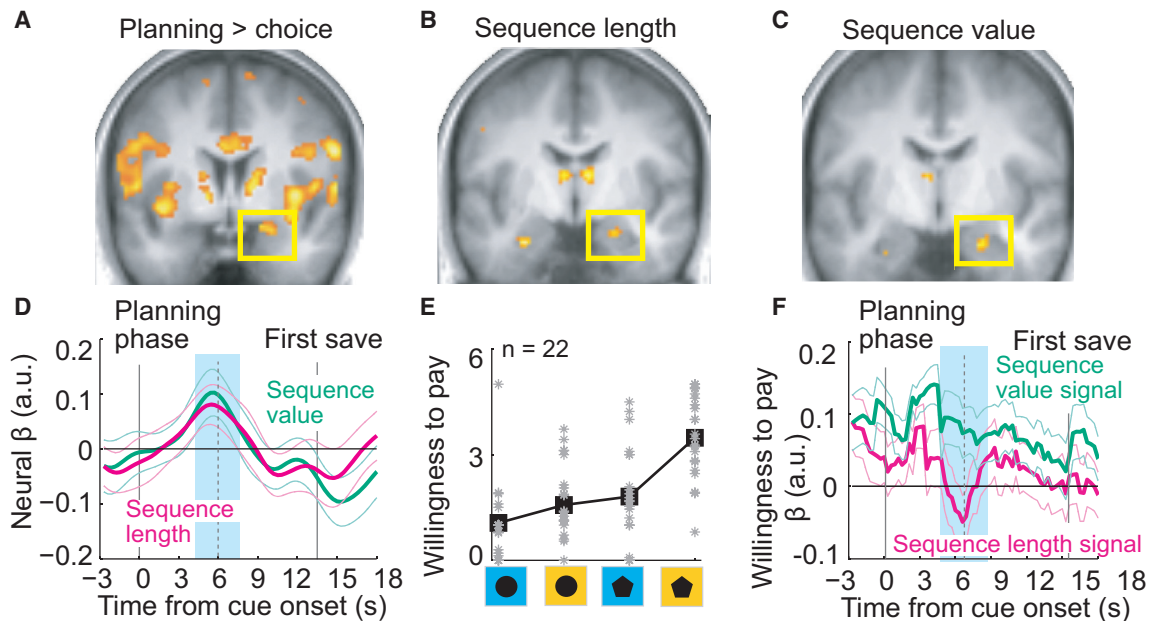 A
Planning > choice
B
Sequence length
C
Sequence value
D
Planning
phase
First save
0.2
0.1
0
−0.1
−0.2
Neural β (a.u.)
Sequence
value
Sequence
length
−3 0 3 6 9 12 15 18
Time from cue onset (s)
E
n = 22
6
3
0
Willingness to pay
F
Planning
phase
First save
0.2
0.1
0
−0.1
Willingness to pay
β (a.u.)
Sequence
value signal
Sequence length signal
−3 0 3 6 9 12 15 18
Time from cue onset (s)